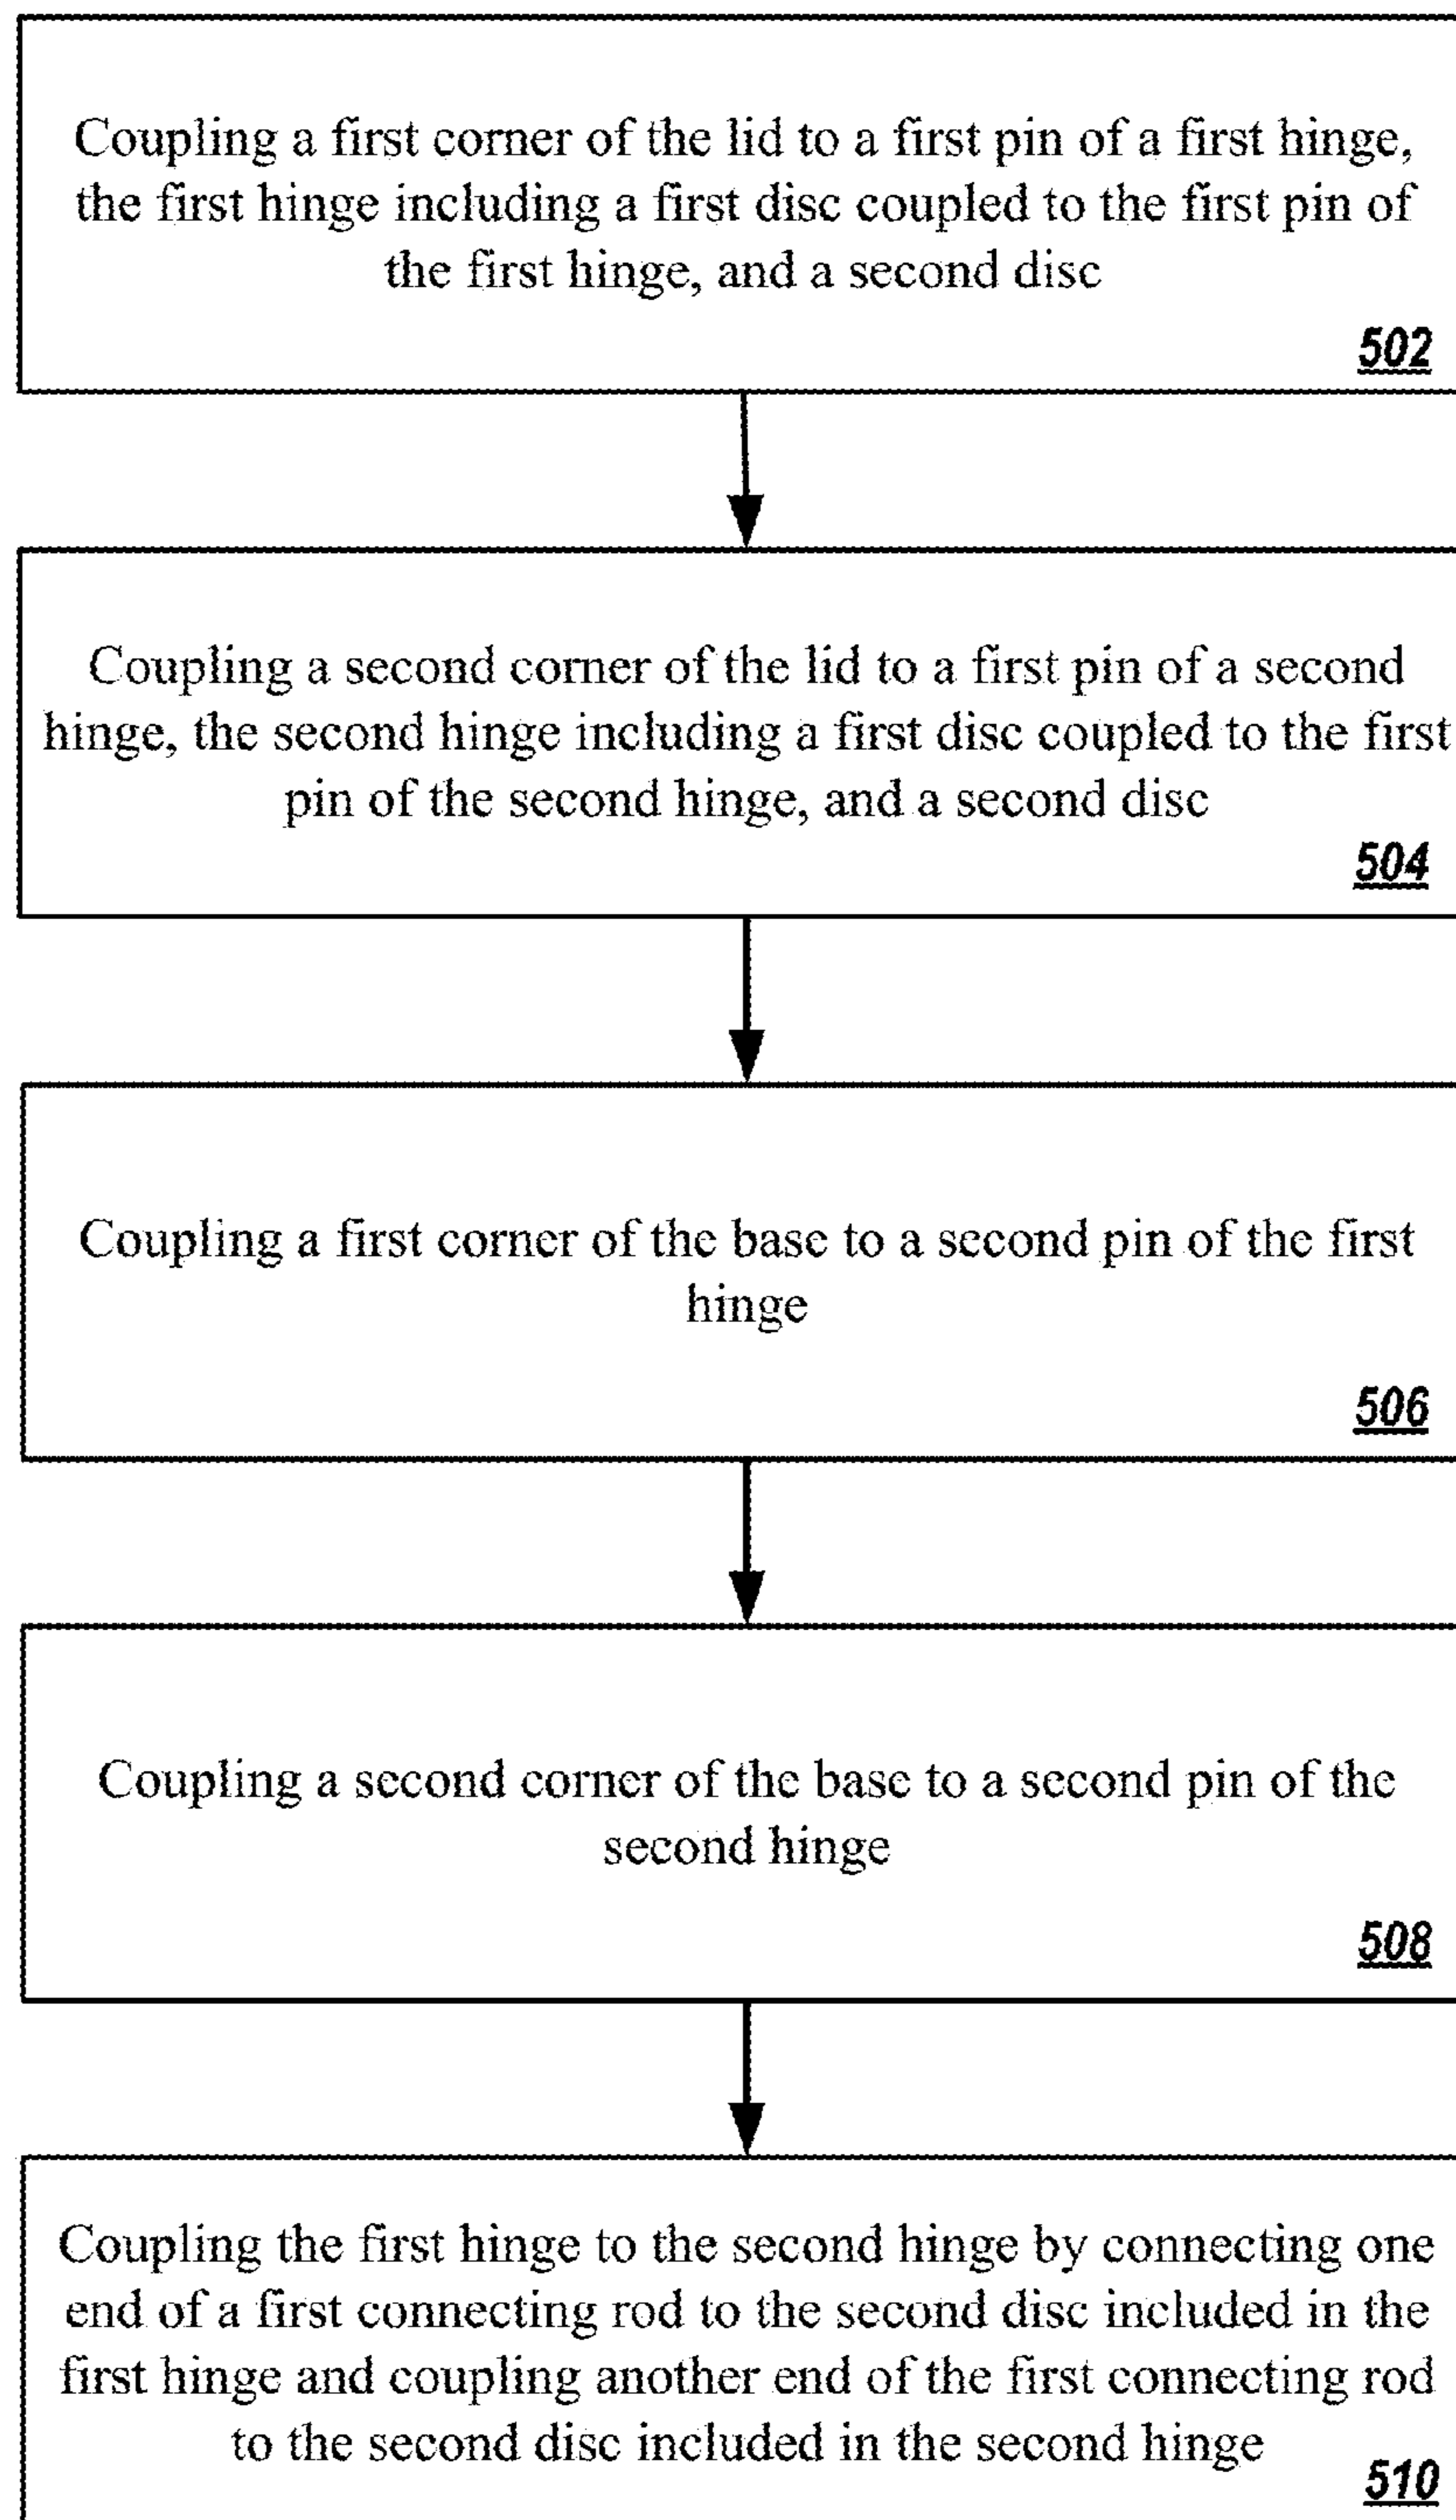 Coupling a first corner of the lid to a first pin of a first hinge,
the first hinge including a first disc coupled to the first pin of
the first hinge, and a second disc
502
Coupling a second corner of the lid to a first pin of a second
hinge, the second hinge including a first disc coupled to the first
pin of the second hinge, and a second disc
504
Coupling a first corner of the base to a second pin of the first
hinge
506
Coupling a second corner of the base to a second pin of the
second hinge
508
Coupling the first hinge to the second hinge by connecting one
end of a first connecting rod to the second disc included in the
first hinge and coupling another end of the first connecting rod
to the second disc included in the second hinge
510